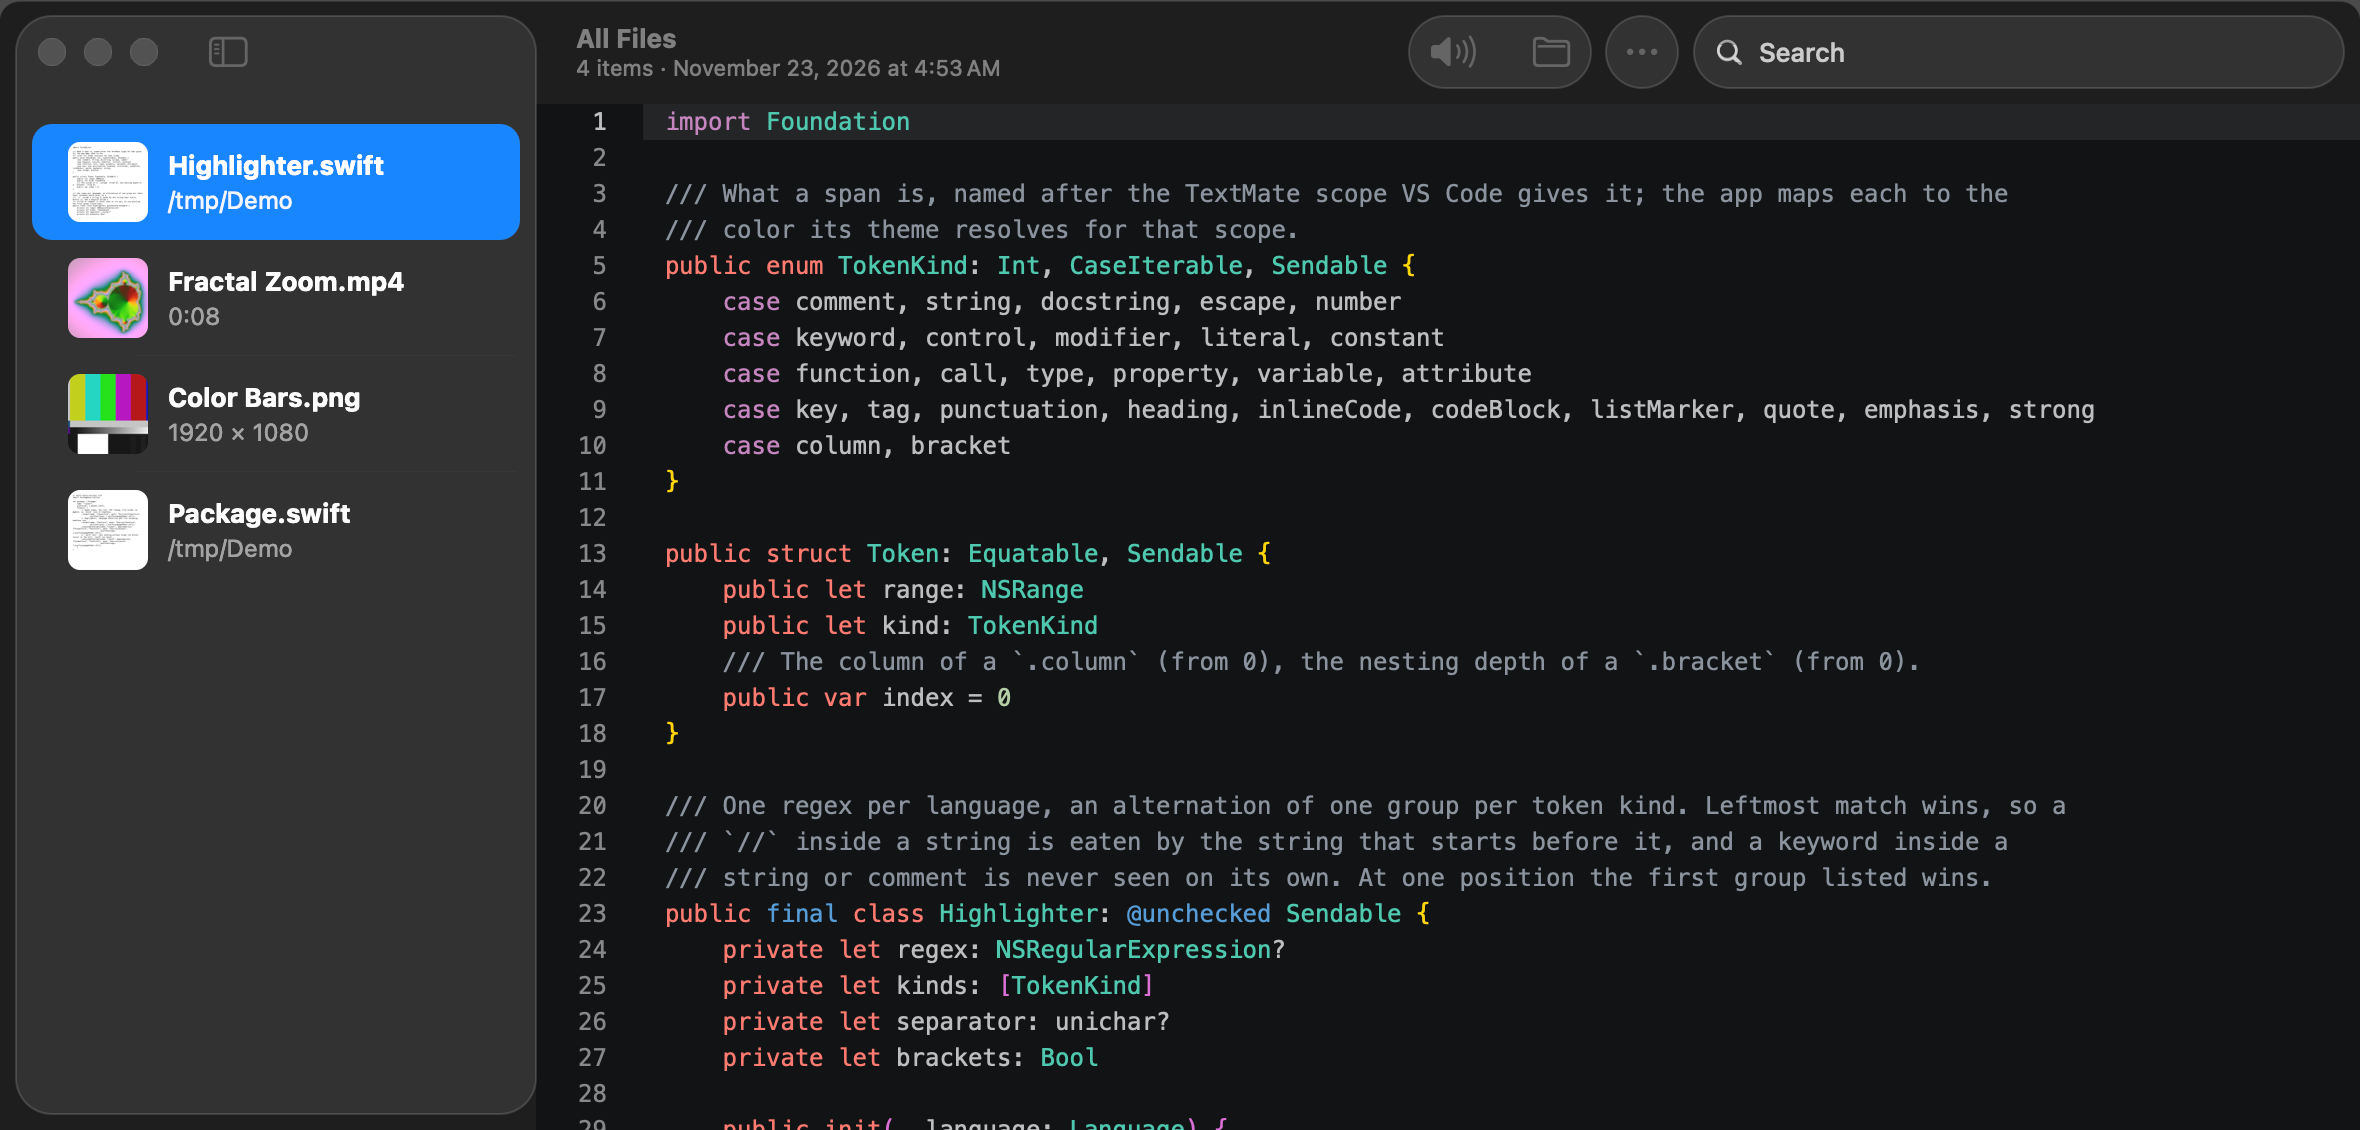 All Files
4 items · November 23, 2026 at 4:53 AM
Search
Highlighter.swift
/tmp/Demo
Fractal Zoom.mp4
0:08
Color Bars.png
1920 × 1080
Package.swift
/tmp/Demo
1 import Foundation
2
3 /// What a span is, named after the TextMate scope VS Code gives it; the app maps each to the
4 /// color its theme resolves for that scope.
5 public enum TokenKind: Int, CaseIterable, Sendable {
6     case comment, string, docstring, escape, number
7     case keyword, control, modifier, literal, constant
8     case function, call, type, property, variable, attribute
9     case key, tag, punctuation, heading, inlineCode, codeBlock, listMarker, quote, emphasis, strong
10     case column, bracket
11 }
12
13 public struct Token: Equatable, Sendable {
14     public let range: NSRange
15     public let kind: TokenKind
16     /// The column of a `.column` (from 0), the nesting depth of a `.bracket` (from 0).
17     public var index = 0
18 }
19
20 /// One regex per language, an alternation of one group per token kind. Leftmost match wins, so a
21 /// `//` inside a string is eaten by the string that starts before it, and a keyword inside a
22 /// string or comment is never seen on its own. At one position the first group listed wins.
23 public final class Highlighter: @unchecked Sendable {
24     private let regex: NSRegularExpression?
25     private let kinds: [TokenKind]
26     private let separator: unichar?
27     private let brackets: Bool
28
29     public init(_ language: Language) {